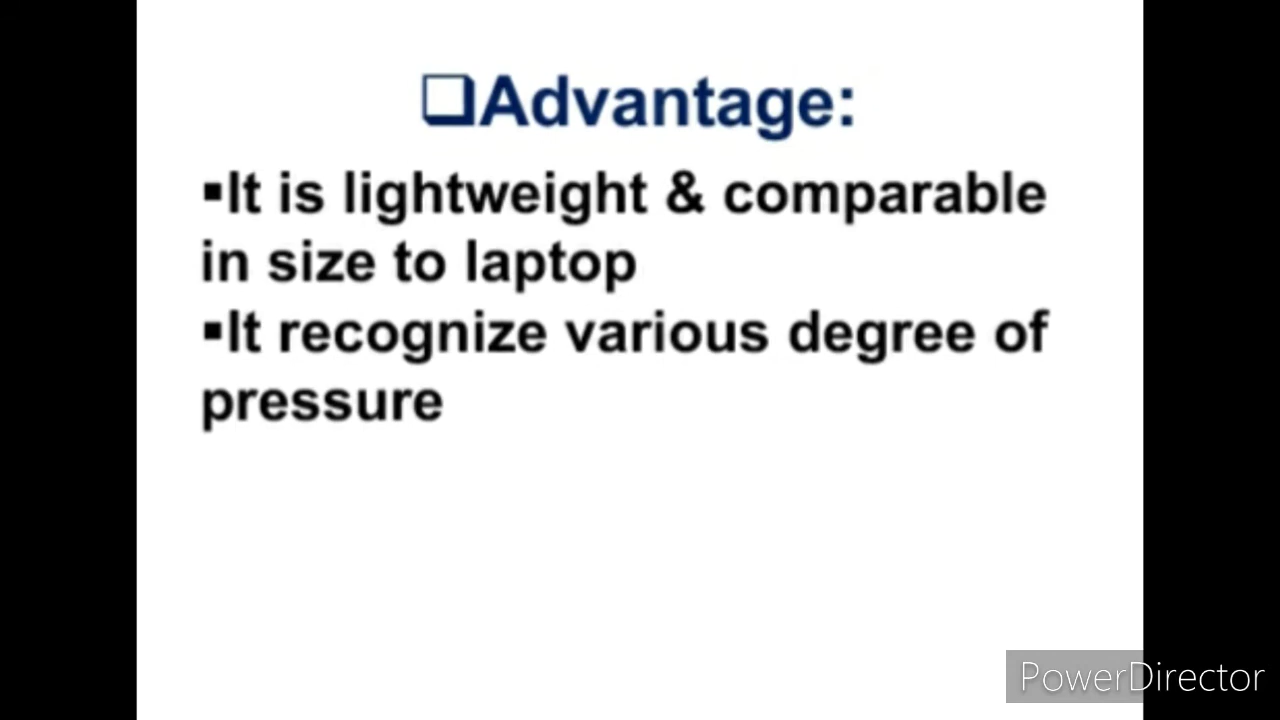 ❑Advantage:
▪It is lightweight & comparable
in size to laptop
▪It recognize various degree of
pressure
PowerDirector